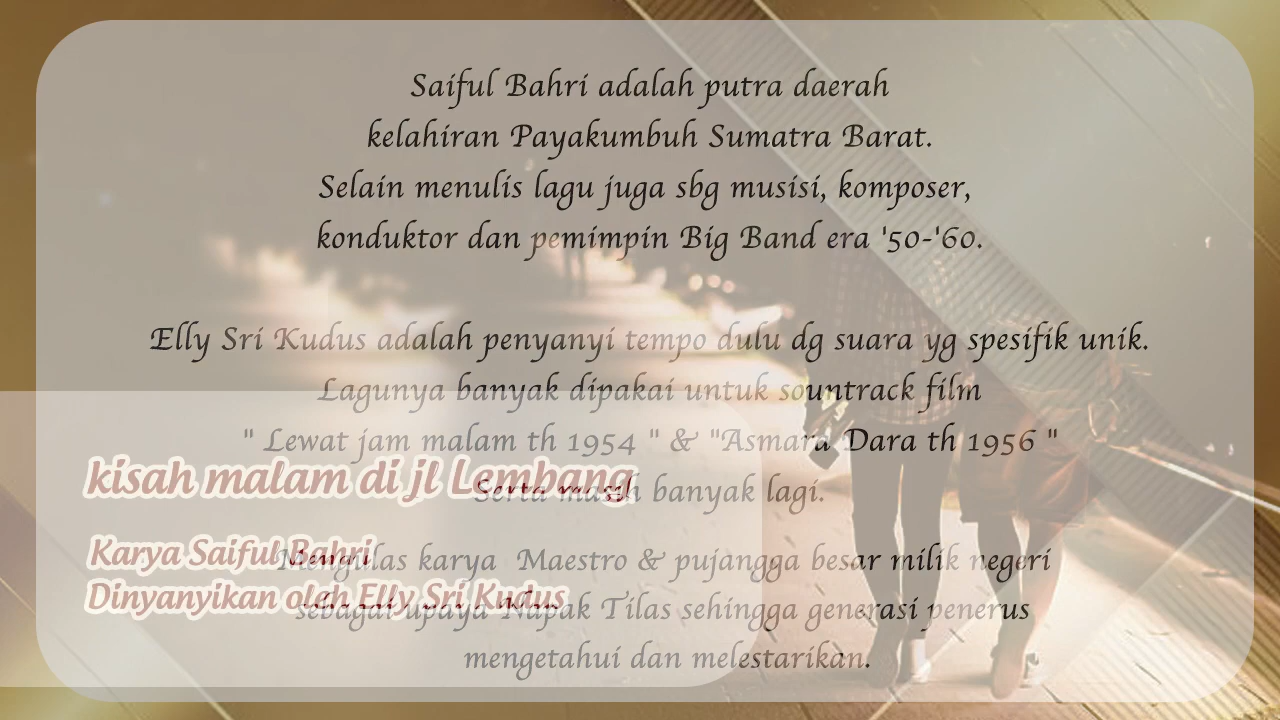 Saiful Bahri adalah putra daerah
kelahiran Payakumbuh Sumatra Barat.
Selain menulis lagu juga sbg musisi, komposer,
konduktor dan pemimpin Big Band era '50-'60.
Elly Sri Kudus adalah penyanyi tempo dulu dg suara yg spesifik unik.
Lagunya banyak dipakai untuk sountrack film
" Lewat jam malam th 1954 " & "Asmara Dara th 1956 "
Serta masih banyak lagi.
Mengulas karya Maestro & pujangga besar milik negeri
sebagai upaya Napak Tilas sehingga generasi penerus
mengetahui dan melestarikan.
kisah malam di jl Lembang
Karya Saiful Bahri
Dinyanyikan oleh Elly Sri Kudus